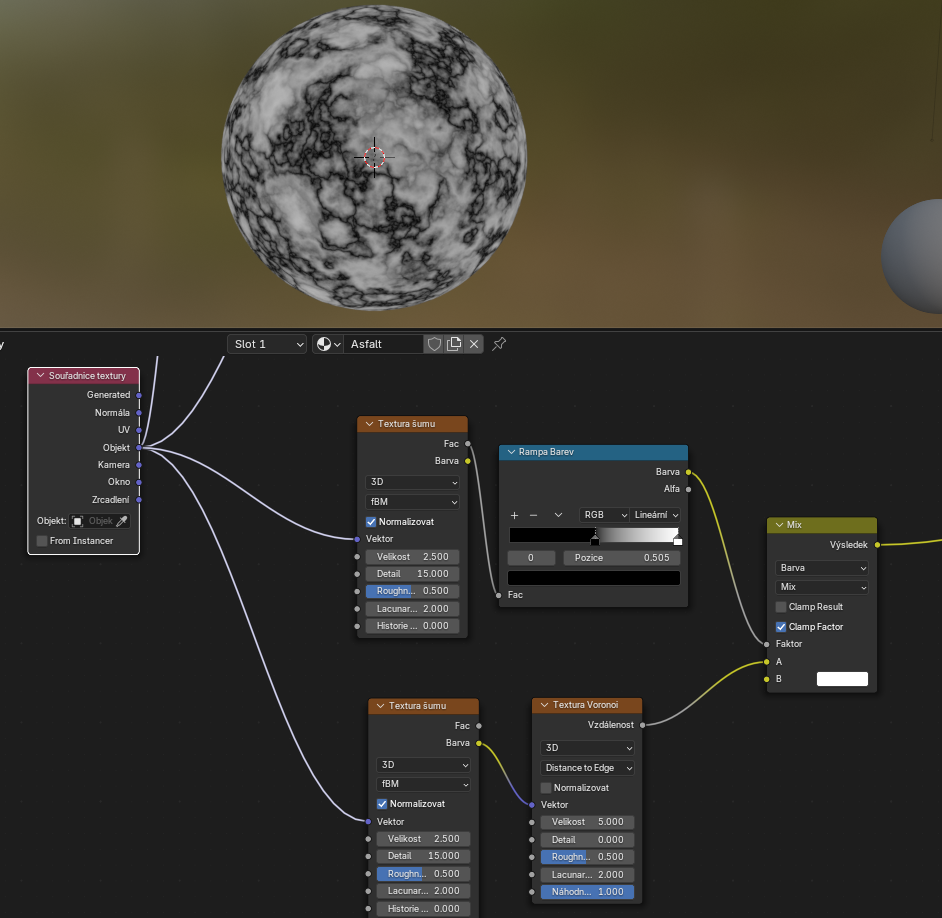 y
Slot 1
Asfalt
Souřadnice textury
Generated
Normála
UV
Objekt
Kamera
Okno
Zrcadlení
Objekt:
Objek
From Instancer
Textura šumu
Fac
Barva
3D
fBM
Normalizovat
Vektor
Velikost 2.500
Detail 15.000
Roughn... 0.500
Lacunar... 2.000
Historie ... 0.000
Rampa Barev
Barva
Alfa
+ − RGB Lineární
0 Pozice 0.505
Fac
Mix
Výsledek
Barva
Mix
Clamp Result
Clamp Factor
Faktor
A
B
Textura šumu
Fac
Barva
3D
fBM
Normalizovat
Vektor
Velikost 2.500
Detail 15.000
Roughn... 0.500
Lacunar... 2.000
Historie ... 0.000
Textura Voronoi
Vzdálenost
3D
Distance to Edge
Normalizovat
Vektor
Velikost 5.000
Detail 0.000
Roughn... 0.500
Lacunar... 2.000
Náhodn... 1.000